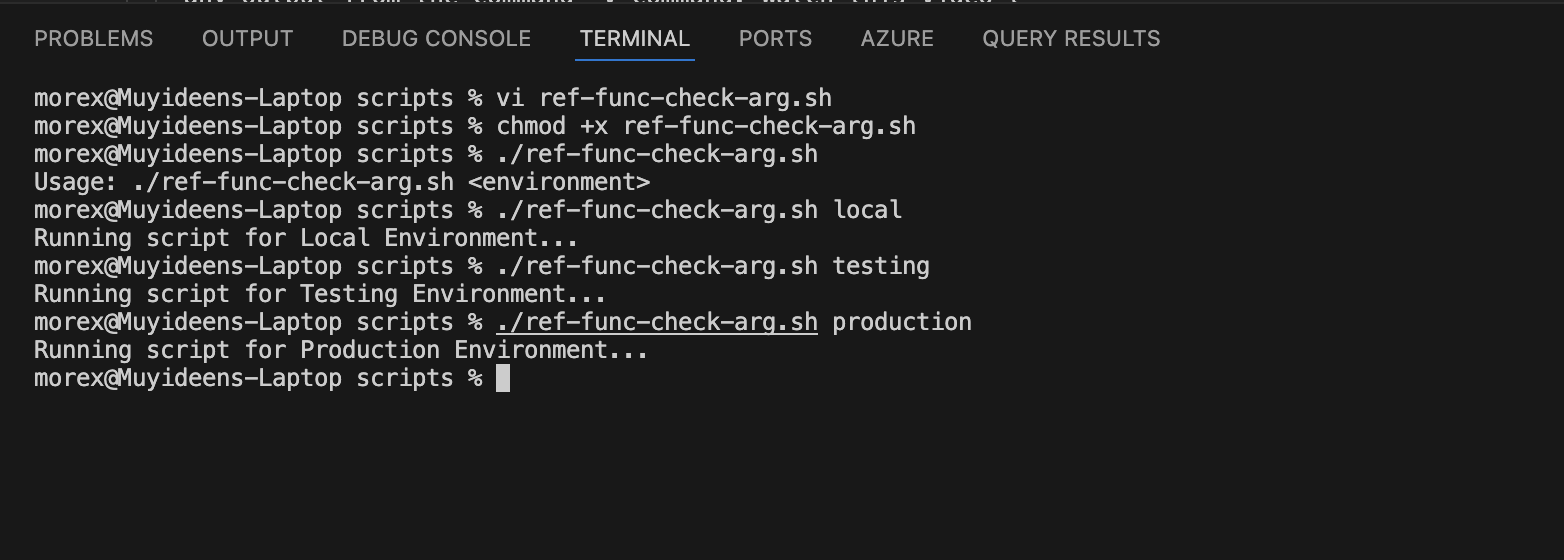 PROBLEMS OUTPUT DEBUG CONSOLE TERMINAL PORTS AZURE QUERY RESULTS
morex@Muyideens-Laptop scripts % vi ref-func-check-arg.sh
morex@Muyideens-Laptop scripts % chmod +x ref-func-check-arg.sh
morex@Muyideens-Laptop scripts % ./ref-func-check-arg.sh
Usage: ./ref-func-check-arg.sh <environment>
morex@Muyideens-Laptop scripts % ./ref-func-check-arg.sh local
Running script for Local Environment...
morex@Muyideens-Laptop scripts % ./ref-func-check-arg.sh testing
Running script for Testing Environment...
morex@Muyideens-Laptop scripts % ./ref-func-check-arg.sh production
Running script for Production Environment...
morex@Muyideens-Laptop scripts %